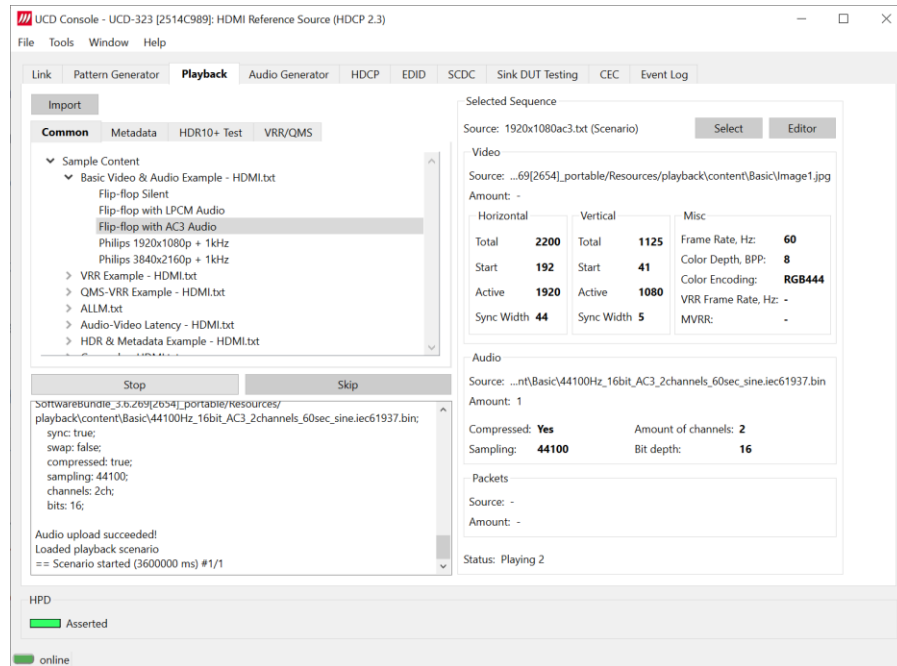 UCD Console - UCD-323 [2514C989]: HDMI Reference Source (HDCP 2.3)
File Tools Window Help
Link Pattern Generator Playback Audio Generator HDCP EDID SCDC Sink DUT Testing CEC Event Log
Import
Common Metadata HDR10+ Test VRR/QMS
Sample Content
Basic Video & Audio Example - HDMI.txt
Flip-flop Silent
Flip-flop with LPCM Audio
Flip-flop with AC3 Audio
Philips 1920x1080p + 1kHz
Philips 3840x2160p + 1kHz
VRR Example - HDMI.txt
QMS-VRR Example - HDMI.txt
ALLM.txt
Audio-Video Latency - HDMI.txt
HDR & Metadata Example - HDMI.txt
Stop Skip
SoftwareBundle_3.6.269[2654]_portable/Resources/
playback\content\Basic\44100Hz_16bit_AC3_2channels_60sec_sine.iec61937.bin;
sync: true;
swap: false;
compressed: true;
sampling: 44100;
channels: 2ch;
bits: 16;
Audio upload succeeded!
Loaded playback scenario
== Scenario started (3600000 ms) #1/1
Selected Sequence
Source: 1920x1080ac3.txt (Scenario) Select Editor
Video
Source: ...69[2654]_portable/Resources/playback\content\Basic\Image1.jpg
Amount: -
Horizontal Vertical Misc
Total 2200 Total 1125 Frame Rate, Hz: 60
Start 192 Start 41 Color Depth, BPP: 8
Active 1920 Active 1080 Color Encoding: RGB444
Sync Width 44 Sync Width 5 VRR Frame Rate, Hz: -
MVRR: -
Audio
Source: ...nt\Basic\44100Hz_16bit_AC3_2channels_60sec_sine.iec61937.bin
Amount: 1
Compressed: Yes Amount of channels: 2
Sampling: 44100 Bit depth: 16
Packets
Source: -
Amount: -
Status: Playing 2
HPD
Asserted
online